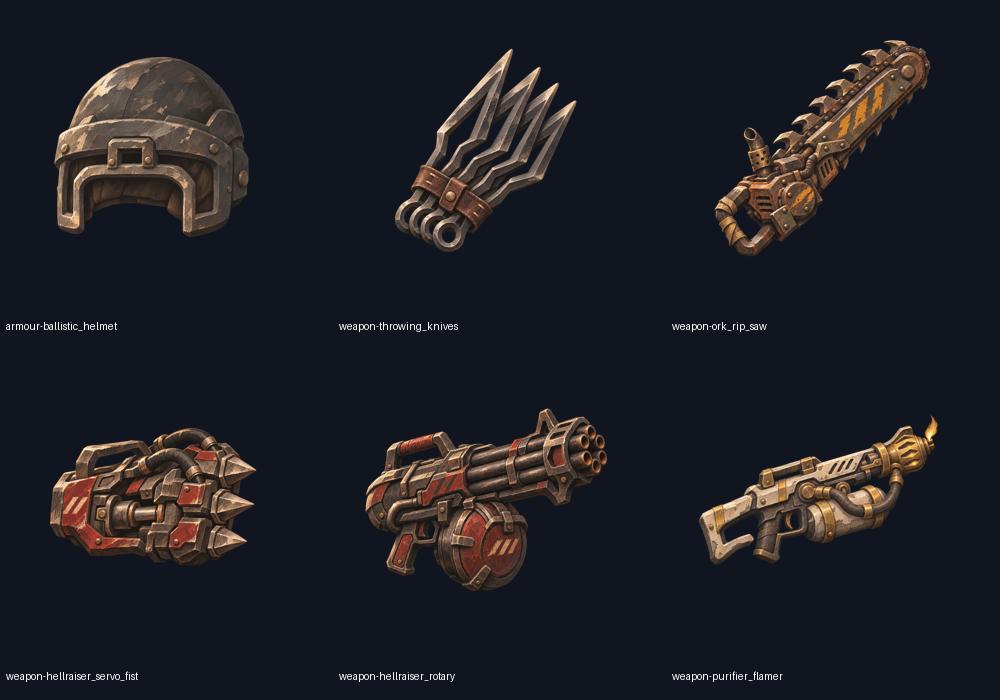 armour-ballistic_helmet
weapon-throwing_knives
weapon-ork_rip_saw
weapon-hellraiser_servo_fist
weapon-hellraiser_rotary
weapon-purifier_flamer